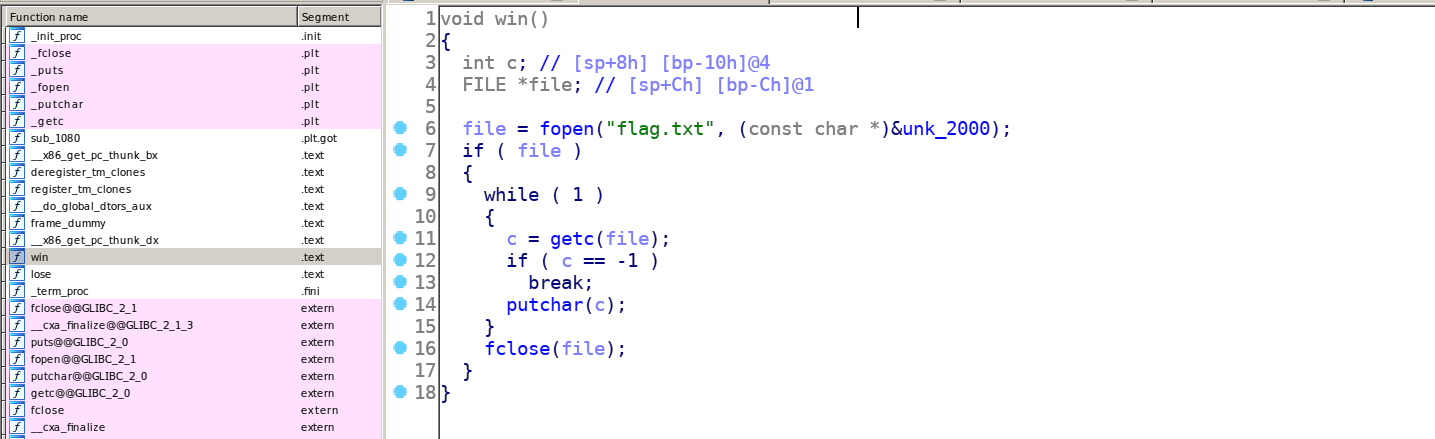 Function name Segment
_init_proc .init
_fclose .plt
_puts .plt
_fopen .plt
_putchar .plt
_getc .plt
sub_1080 .plt.got
__x86_get_pc_thunk_bx .text
deregister_tm_clones .text
register_tm_clones .text
__do_global_dtors_aux .text
frame_dummy .text
__x86_get_pc_thunk_dx .text
win .text
lose .text
_term_proc .fini
fclose@@GLIBC_2_1 extern
__cxa_finalize@@GLIBC_2_1_3 extern
puts@@GLIBC_2_0 extern
fopen@@GLIBC_2_1 extern
putchar@@GLIBC_2_0 extern
getc@@GLIBC_2_0 extern
fclose extern
__cxa_finalize extern
1 void win()
2 {
3 int c; // [sp+8h] [bp-10h]@4
4 FILE *file; // [sp+Ch] [bp-Ch]@1
5
6 file = fopen("flag.txt", (const char *)&unk_2000);
7 if ( file )
8 {
9 while ( 1 )
10 {
11 c = getc(file);
12 if ( c == -1 )
13 break;
14 putchar(c);
15 }
16 fclose(file);
17 }
18 }